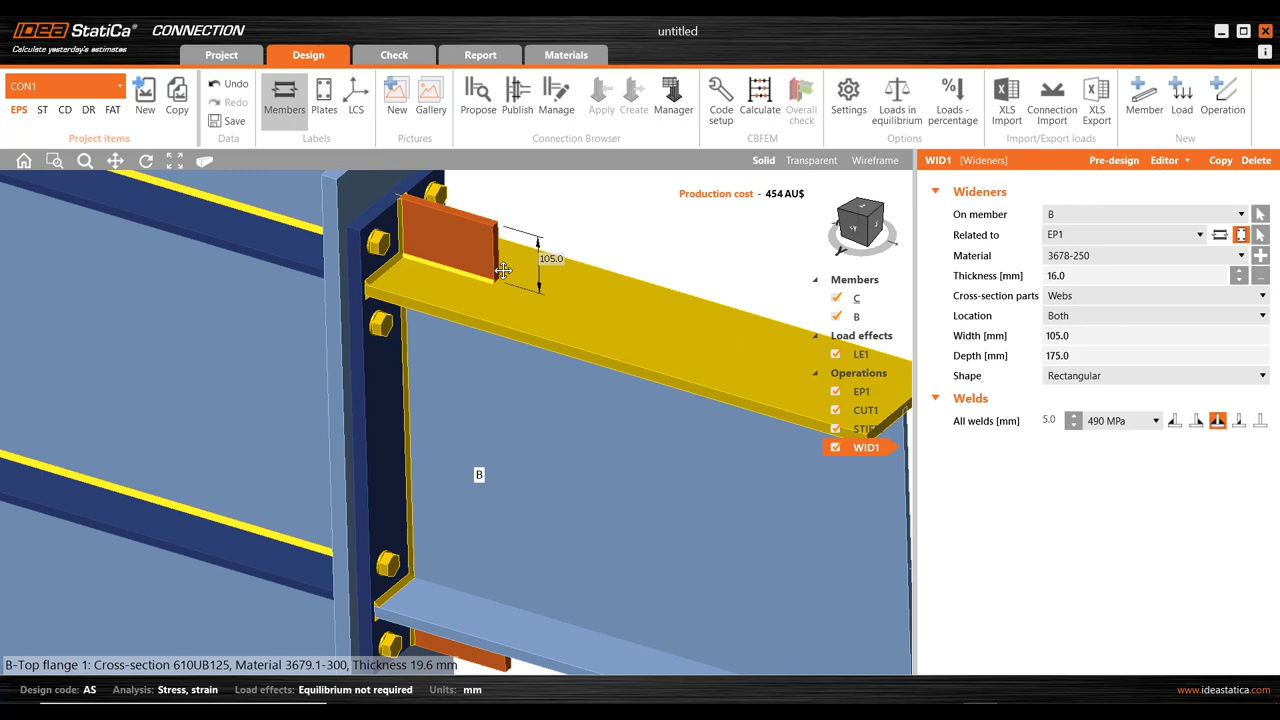 IDEA StatiCa® CONNECTION
Calculate yesterday's estimates
untitled
i
Project Design Check Report Materials
CON1
EPS ST CD DR FAT
New Copy
Project items
Undo
Redo
Save
Data
Members Plates LCS
Labels
New Gallery
Pictures
Propose Publish Manage Apply Create Manager
Connection Browser
Code setup Calculate Overall check
CBFEM
Settings Loads in equilibrium Loads - percentage
Options
XLS Import Connection Import XLS Export
Import/Export loads
Member Load Operation
New
Solid Transparent Wireframe
WID1 [Wideners] Pre-design Editor Copy Delete
Production cost - 454 AU$
105.0
B
Members
C
B
Load effects
LE1
Operations
EP1
CUT1
WID1
Wideners
On member B
Related to EP1
Material 3678-250
Thickness [mm] 16.0
Cross-section parts Webs
Location Both
Width [mm] 105.0
Depth [mm] 175.0
Shape Rectangular
Welds
All welds [mm] 5.0 490 MPa
B-Top flange 1: Cross-section 610UB125, Material 3679.1-300, Thickness 19.6 mm
Design code: AS Analysis: Stress, strain Load effects: Equilibrium not required Units: mm
www.ideastatica.com